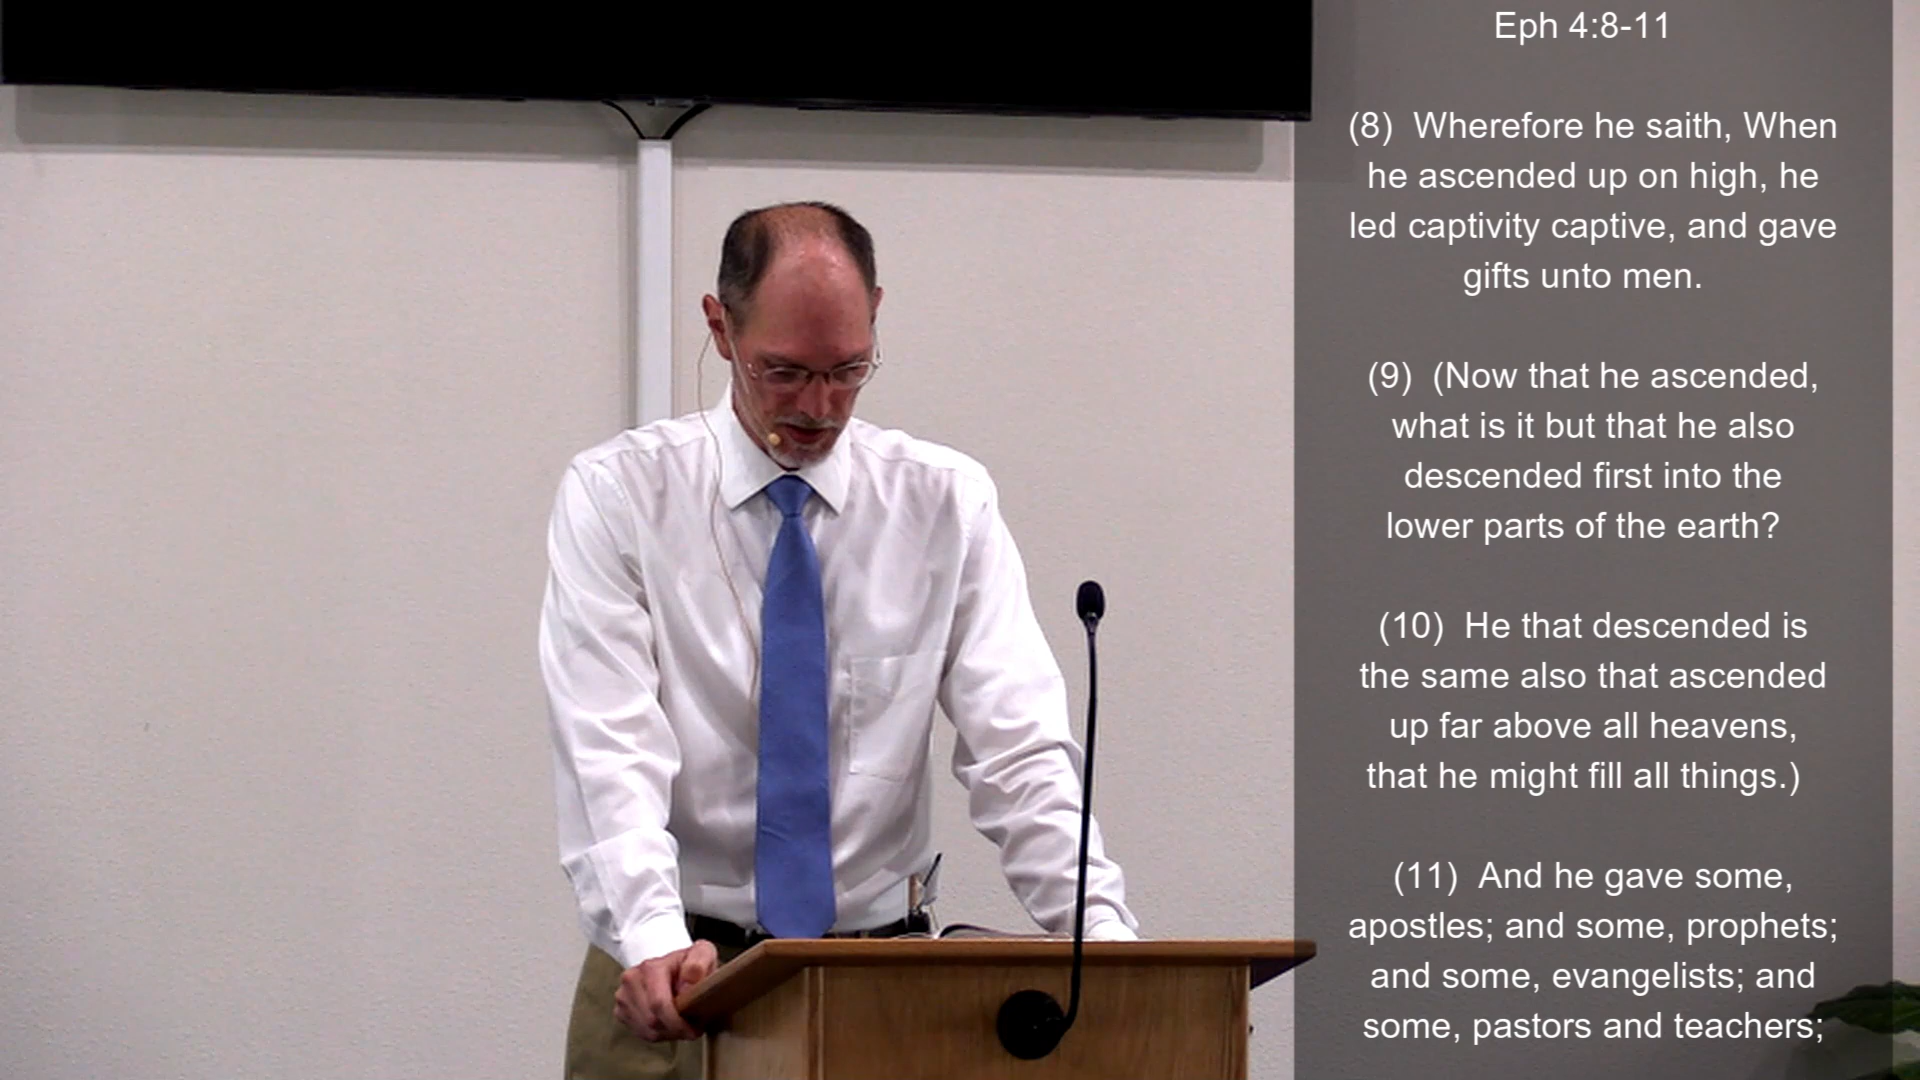 Eph 4:8-11
(8)  Wherefore he saith, When
he ascended up on high, he
led captivity captive, and gave
gifts unto men.
(9)  (Now that he ascended,
what is it but that he also
descended first into the
lower parts of the earth?
(10)  He that descended is
the same also that ascended
up far above all heavens,
that he might fill all things.)
(11)  And he gave some,
apostles; and some, prophets;
and some, evangelists; and
some, pastors and teachers;